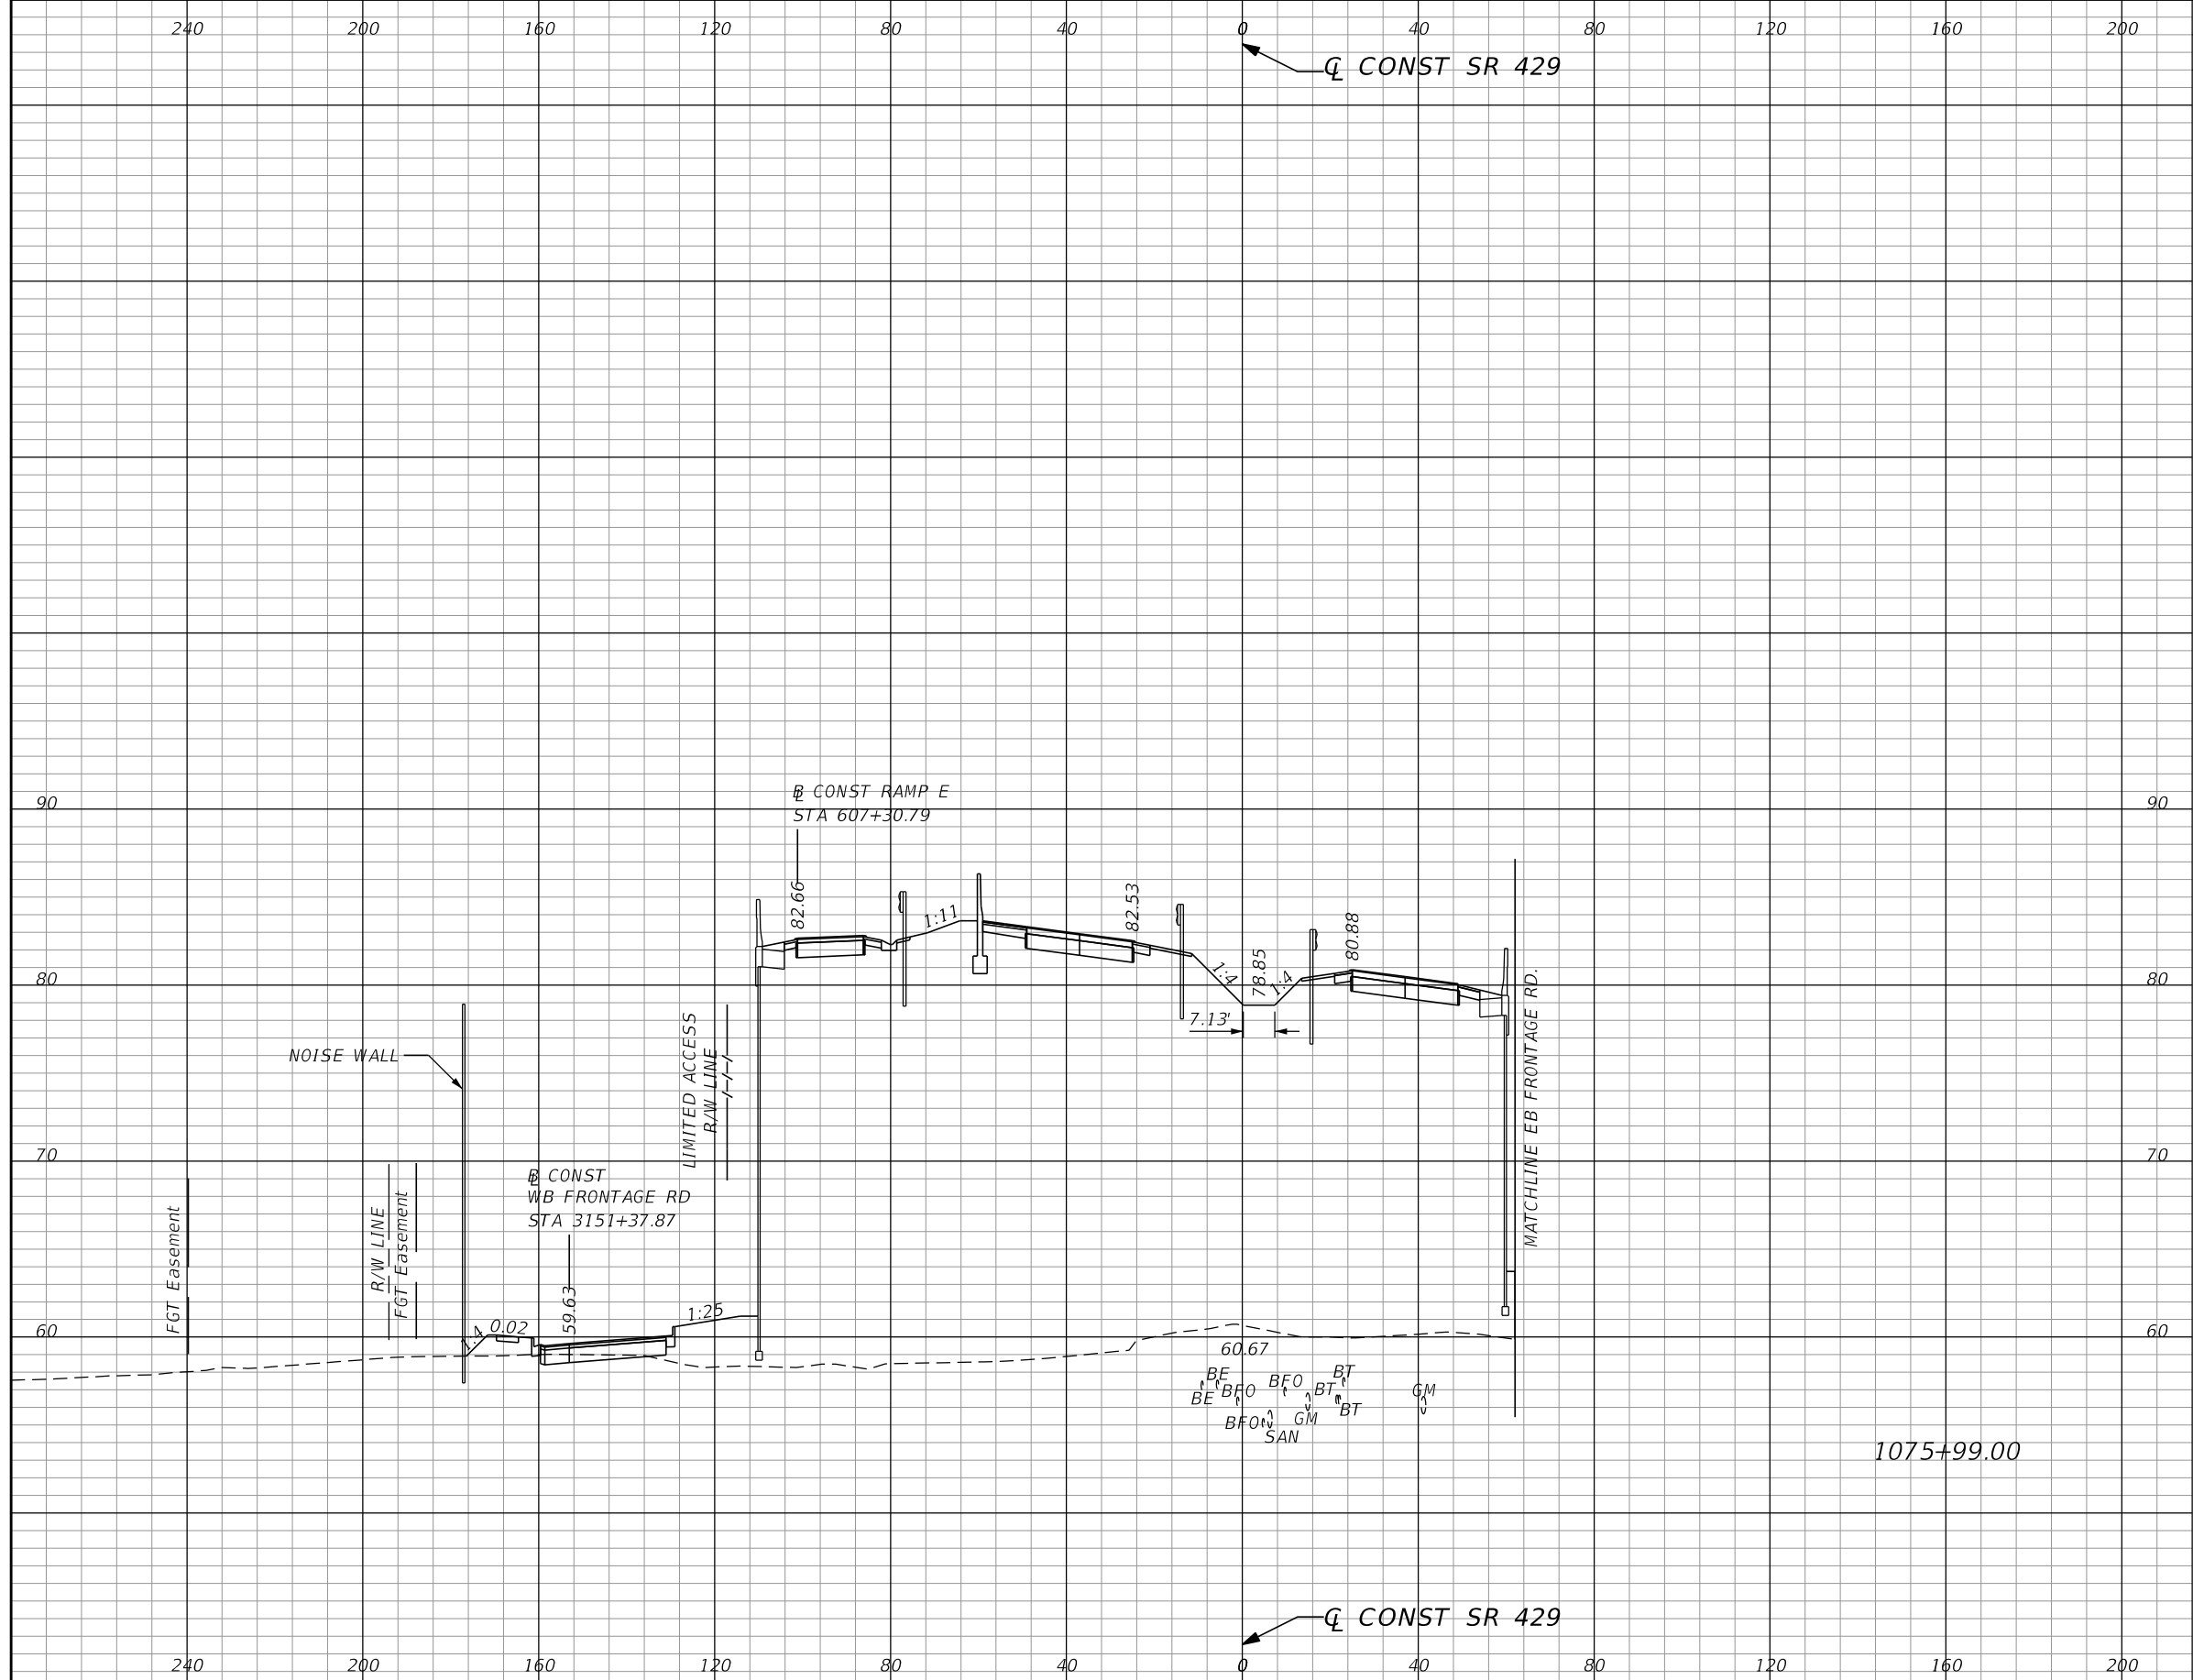 240 200 160 120 80 40 0 40 80 120 160 200
℄ CONST SR 429
90 90
℄ CONST RAMP E
STA 607+30.79
82.66
1:11
82.53
80.88
80 80
1:4
78.85
1:4
7.13'
NOISE WALL
LIMITED ACCESS
R/W LINE
MATCHLINE EB FRONTAGE RD.
70 70
℄ CONST
WB FRONTAGE RD
STA 3151+37.87
FGT Easement
R/W LINE
FGT Easement
59.63
1:25
1:4
0.02
60 60
60.67
BE
BE
BFO
BFO
BFO
SAN
GM
BT
BT
BT
GM
1075+99.00
℄ CONST SR 429
240 200 160 120 80 40 0 40 80 120 160 200